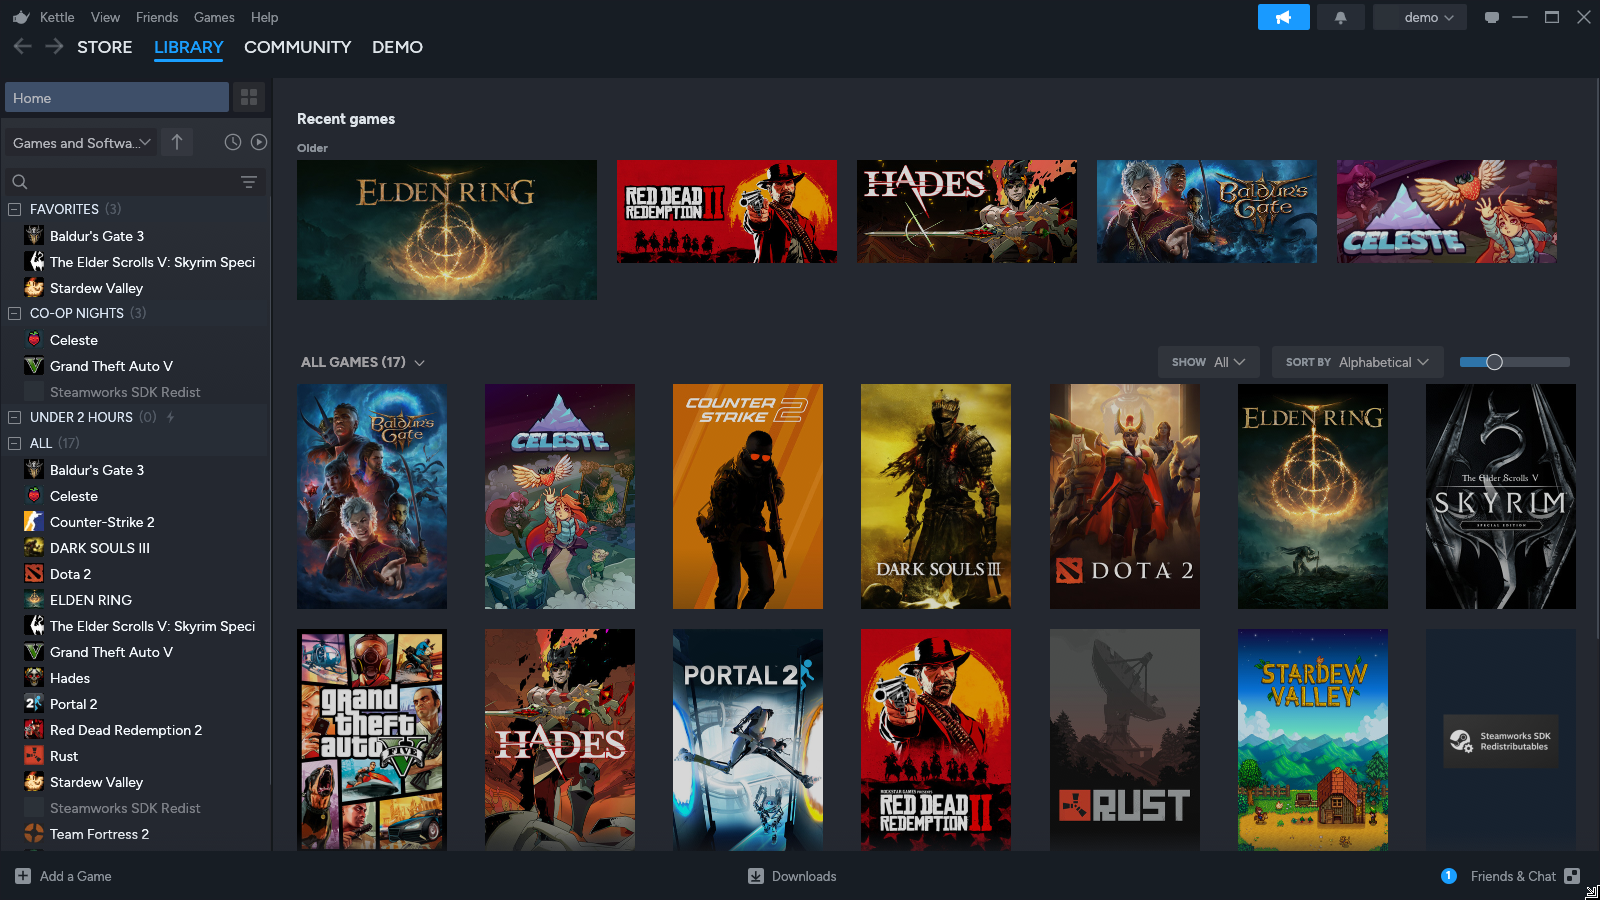 Kettle View Friends Games Help demo
STORE LIBRARY COMMUNITY DEMO
Home
Games and Softwa...
FAVORITES (3)
Baldur's Gate 3
The Elder Scrolls V: Skyrim Speci
Stardew Valley
CO-OP NIGHTS (3)
Celeste
Grand Theft Auto V
Steamworks SDK Redist
UNDER 2 HOURS (0)
ALL (17)
Baldur's Gate 3
Celeste
Counter-Strike 2
DARK SOULS III
Dota 2
ELDEN RING
The Elder Scrolls V: Skyrim Speci
Grand Theft Auto V
Hades
Portal 2
Red Dead Redemption 2
Rust
Stardew Valley
Steamworks SDK Redist
Team Fortress 2
Recent games
Older
ELDEN RING
RED DEAD
REDEMPTION II
HADES
BALDUR'S
GATE
CELESTE
ALL GAMES (17)
SHOW All
SORT BY Alphabetical
BALDUR'S
GATE
CELESTE
COUNTER
STRIKE 2
DARK SOULS III
DOTA 2
ELDEN RING
The Elder Scrolls V
SKYRIM
SPECIAL EDITION
grand
theft
auto V
FIVE
HADES
PORTAL 2
ROCKSTAR GAMES PRESENTS
RED DEAD
REDEMPTION II
RUST
STARDEW
VALLEY
Steamworks SDK
Redistributables
Add a Game
Downloads
1 Friends & Chat